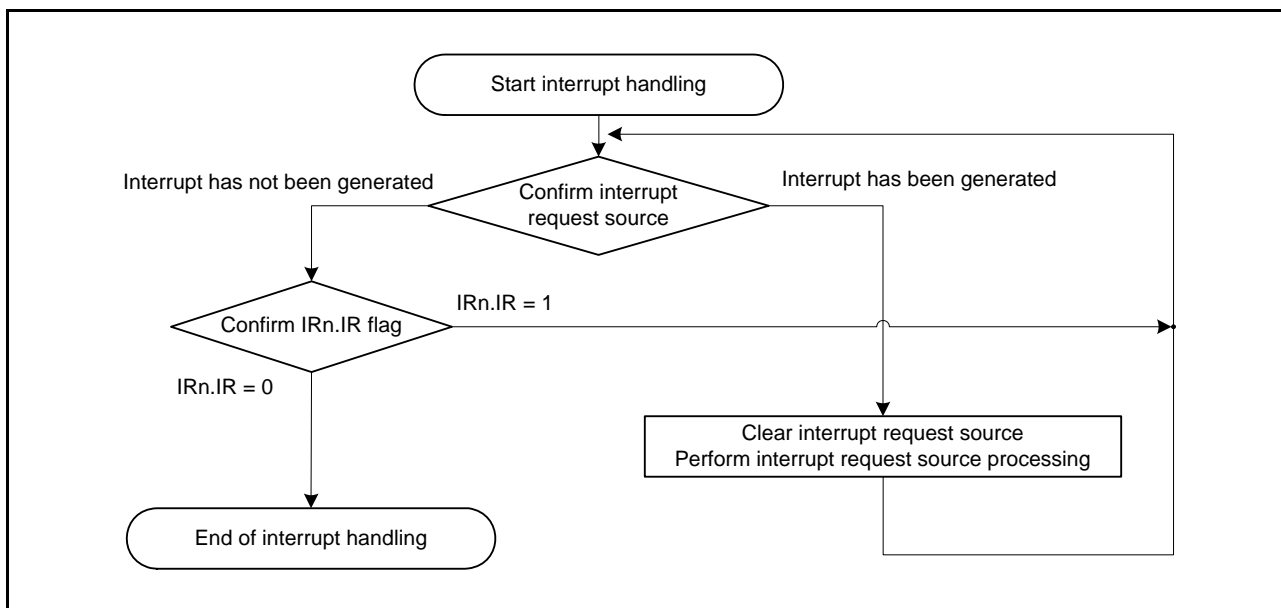 Start interrupt handling
Interrupt has not been generated
Interrupt has been generated
Confirm interrupt
request source
IRn.IR = 1
Confirm IRn.IR flag
IRn.IR = 0
Clear interrupt request source
Perform interrupt request source processing
End of interrupt handling